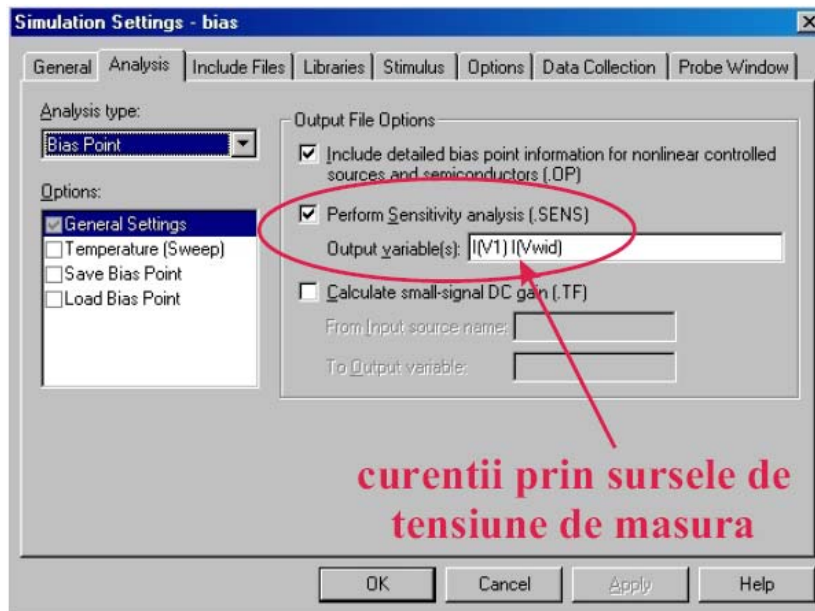 Simulation Settings - bias
General
Analysis
Include Files
Libraries
Stimulus
Options
Data Collection
Probe Window
Analysis type:
Bias Point
Options:
General Settings
Temperature (Sweep)
Save Bias Point
Load Bias Point
Output File Options
Include detailed bias point information for nonlinear controlled
sources and semiconductors (.OP)
Perform Sensitivity analysis (.SENS)
Output variable(s): I(V1) I(Vwid)
Calculate small-signal DC gain (.TF)
From Input source name:
To Output variable:
curentii prin sursele de
tensiune de masura
OK
Cancel
Apply
Help